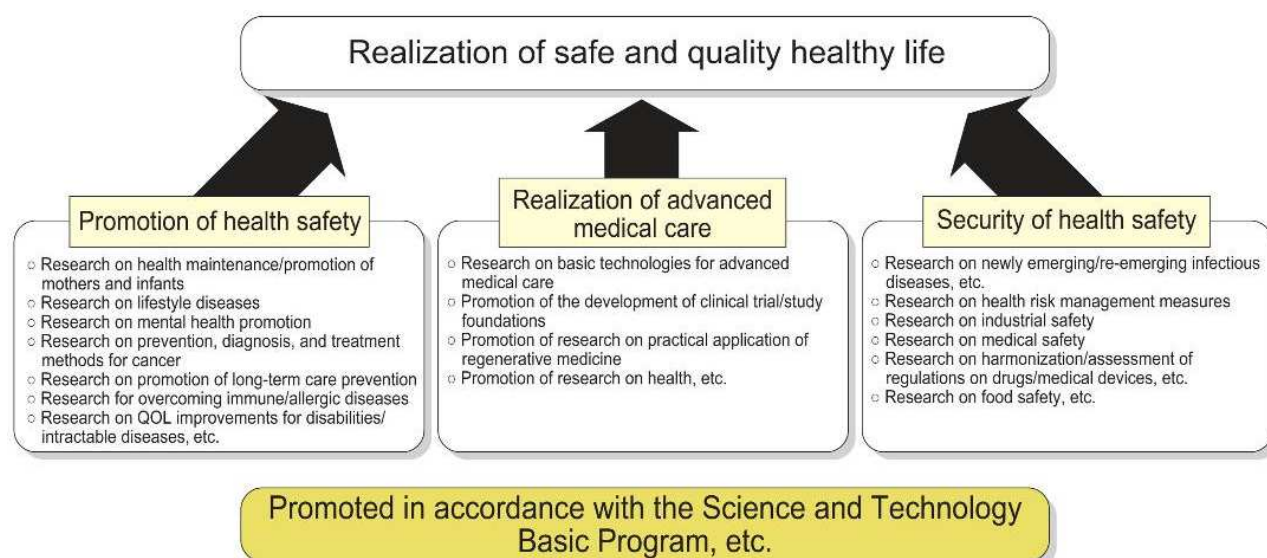 Realization of safe and quality healthy life
Promotion of health safety
○ Research on health maintenance/promotion of
mothers and infants
○ Research on lifestyle diseases
○ Research on mental health promotion
○ Research on prevention, diagnosis, and treatment
methods for cancer
○ Research on promotion of long-term care prevention
○ Research for overcoming immune/allergic diseases
○ Research on QOL improvements for disabilities/
intractable diseases, etc.
Realization of advanced
medical care
○ Research on basic technologies for advanced
medical care
○ Promotion of the development of clinical trial/study
foundations
○ Promotion of research on practical application of
regenerative medicine
○ Promotion of research on health, etc.
Security of health safety
○ Research on newly emerging/re-emerging infectious
diseases, etc.
○ Research on health risk management measures
○ Research on industrial safety
○ Research on medical safety
○ Research on harmonization/assessment of
regulations on drugs/medical devices, etc.
○ Research on food safety, etc.
Promoted in accordance with the Science and Technology
Basic Program, etc.